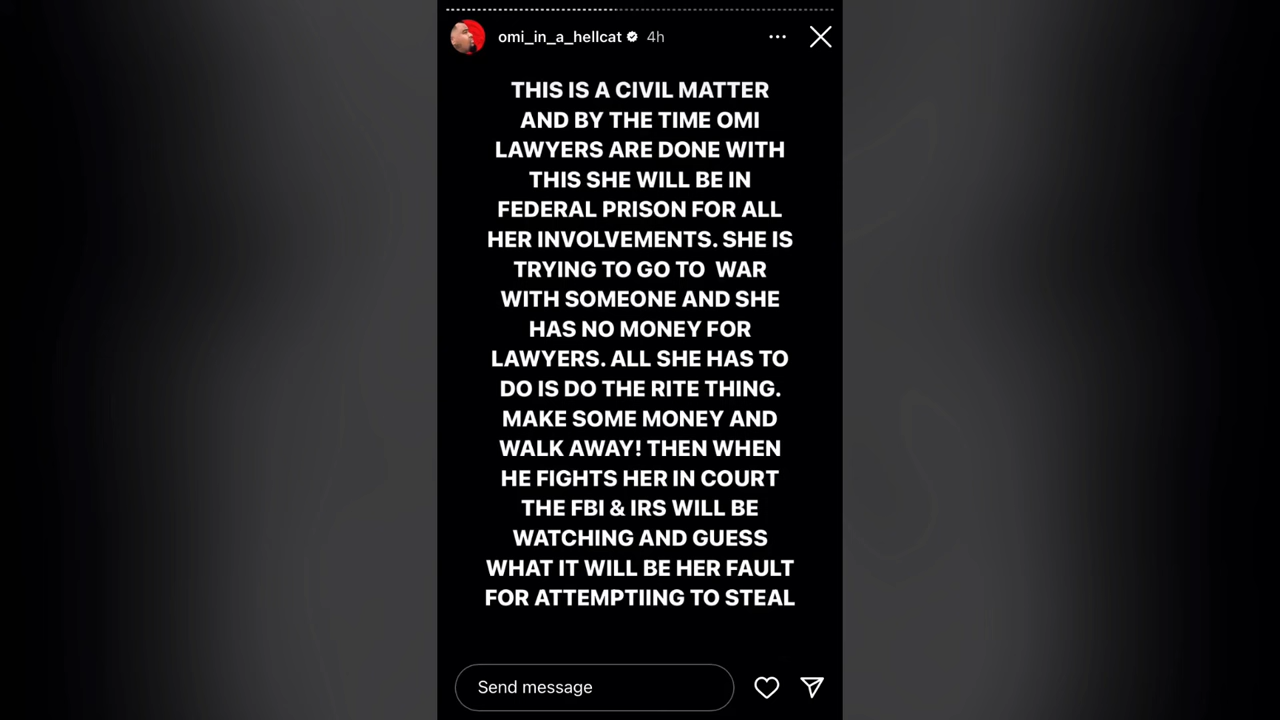 omi_in_a_hellcat 4h
THIS IS A CIVIL MATTER
AND BY THE TIME OMI
LAWYERS ARE DONE WITH
THIS SHE WILL BE IN
FEDERAL PRISON FOR ALL
HER INVOLVEMENTS. SHE IS
TRYING TO GO TO  WAR
WITH SOMEONE AND SHE
HAS NO MONEY FOR
LAWYERS. ALL SHE HAS TO
DO IS DO THE RITE THING.
MAKE SOME MONEY AND
WALK AWAY! THEN WHEN
HE FIGHTS HER IN COURT
THE FBI & IRS WILL BE
WATCHING AND GUESS
WHAT IT WILL BE HER FAULT
FOR ATTEMPTIING TO STEAL
Send message